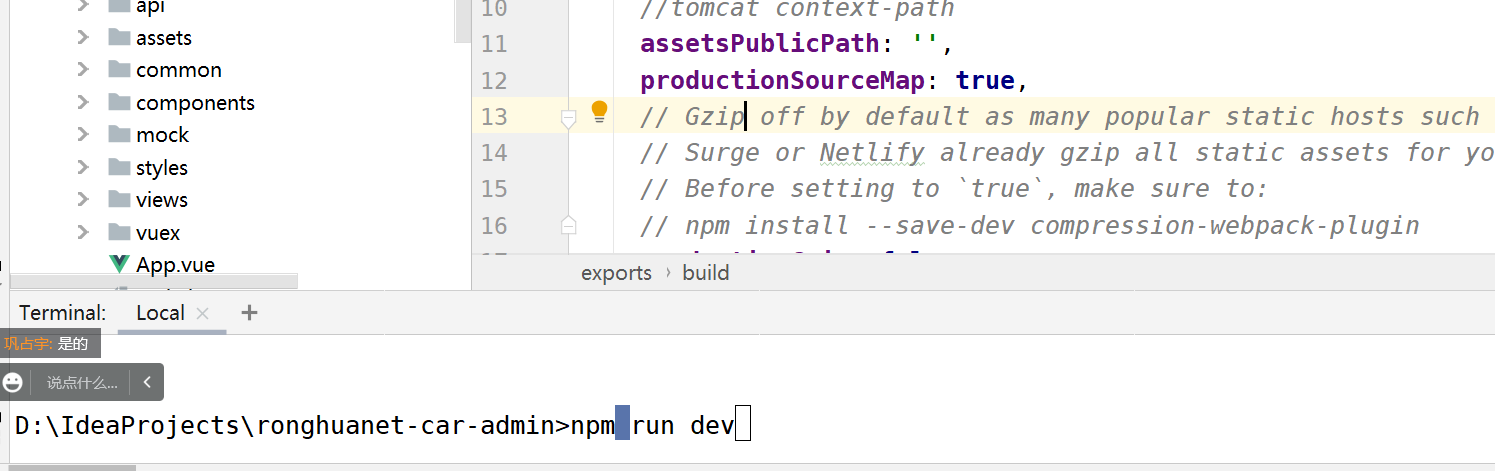 api
assets
common
components
mock
styles
views
vuex
App.vue
10 //tomcat context-path
11 assetsPublicPath: '',
12 productionSourceMap: true,
13 // Gzip off by default as many popular static hosts such
14 // Surge or Netlify already gzip all static assets for yo
15 // Before setting to `true`, make sure to:
16 // npm install --save-dev compression-webpack-plugin
exports › build
Terminal: Local × +
巩占宇: 是的
说点什么...
D:\IdeaProjects\ronghuanet-car-admin>npm run dev